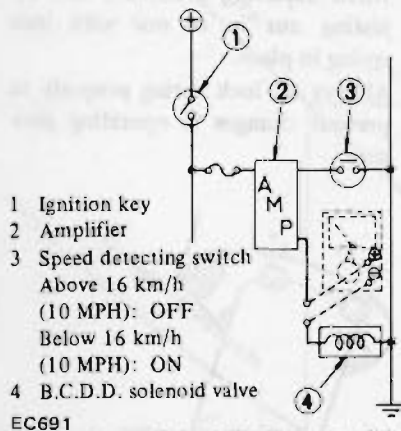 1
2
3
A
M
P
1 Ignition key
2 Amplifier
3 Speed detecting switch
Above 16 km/h
(10 MPH): OFF
Below 16 km/h
(10 MPH): ON
4 B.C.D.D. solenoid valve
4
EC691